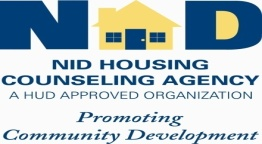 NID
NID HOUSING
COUNSELING AGENCY
A HUD APPROVED ORGANIZATION
Promoting
Community Development